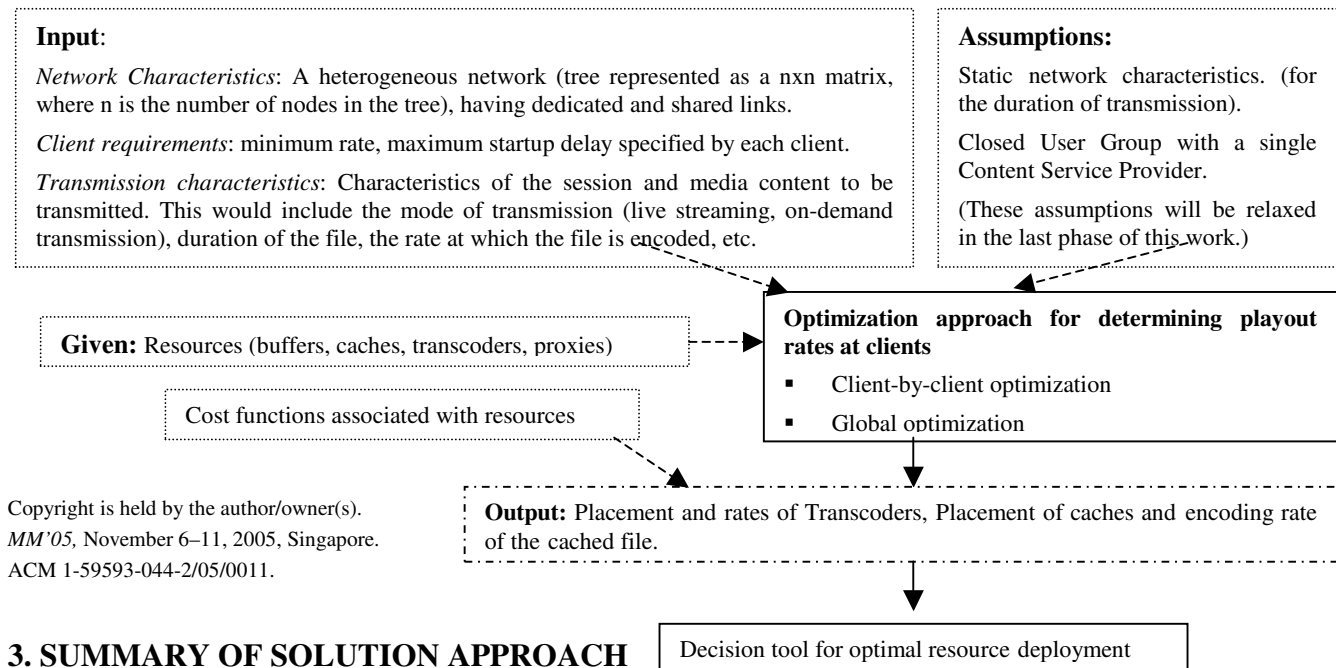 Input:
Network Characteristics: A heterogeneous network (tree represented as a nxn matrix,
where n is the number of nodes in the tree), having dedicated and shared links.
Client requirements: minimum rate, maximum startup delay specified by each client.
Transmission characteristics: Characteristics of the session and media content to be
transmitted. This would include the mode of transmission (live streaming, on-demand
transmission), duration of the file, the rate at which the file is encoded, etc.
Assumptions:
Static network characteristics. (for
the duration of transmission).
Closed User Group with a single
Content Service Provider.
(These assumptions will be relaxed
in the last phase of this work.)
Given: Resources (buffers, caches, transcoders, proxies)
Optimization approach for determining playout
rates at clients
▪ Client-by-client optimization
▪ Global optimization
Cost functions associated with resources
Copyright is held by the author/owner(s).
MM'05, November 6–11, 2005, Singapore.
ACM 1-59593-044-2/05/0011.
Output: Placement and rates of Transcoders, Placement of caches and encoding rate
of the cached file.
3. SUMMARY OF SOLUTION APPROACH
Decision tool for optimal resource deployment